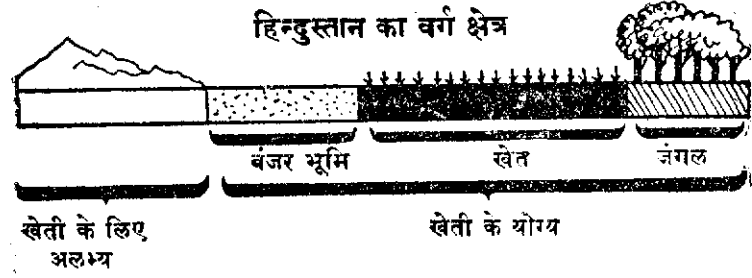 हिन्दुस्तान का वर्ग क्षेत्र
बंजर भूमि
खेत
जंगल
खेती के लिए
अलभ्य
खेती के योग्य